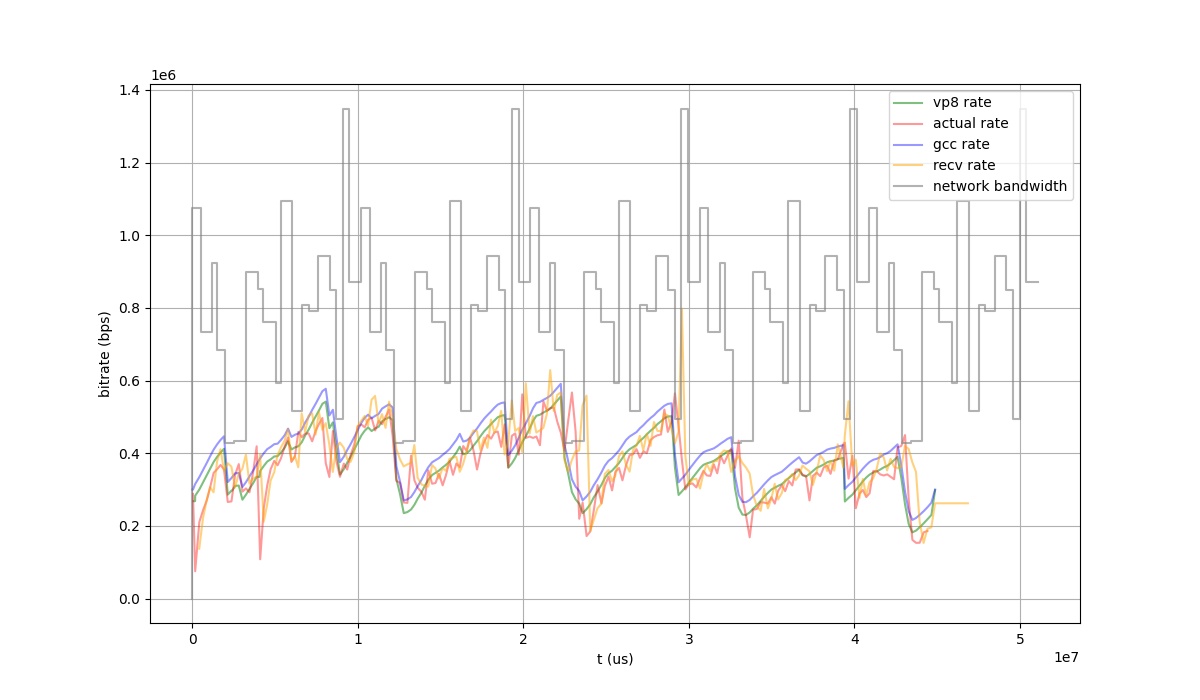 1e6
1.4
1.2
1.0
0.8
0.6
0.4
0.2
0.0
bitrate (bps)
vp8 rate
actual rate
gcc rate
recv rate
network bandwidth
0 1 2 3 4 5
t (us)
1e7